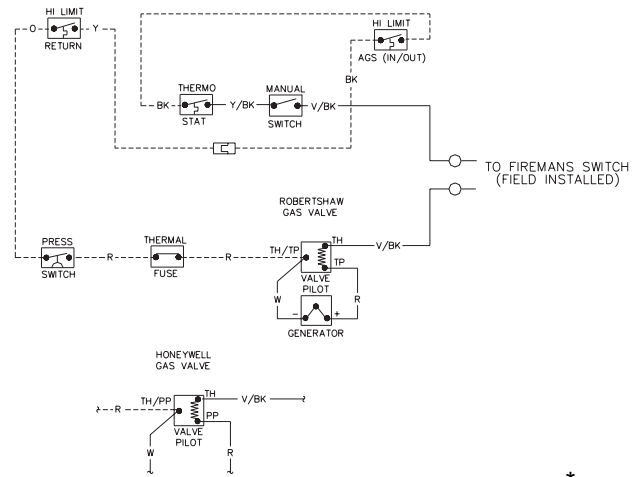 HI LIMIT
O
Y
RETURN
HI LIMIT
AGS (IN/OUT)
BK
THERMO
STAT
BK
Y/BK
MANUAL
SWITCH
V/BK
TO FIREMANS SWITCH
(FIELD INSTALLED)
ROBERTSHAW
GAS VALVE
PRESS
SWITCH
R
THERMAL
FUSE
R
TH/TP
TH
V/BK
TP
VALVE
PILOT
W
R
- +
GENERATOR
HONEYWELL
GAS VALVE
R
TH/PP
TH
V/BK
PP
VALVE
PILOT
W
R
*